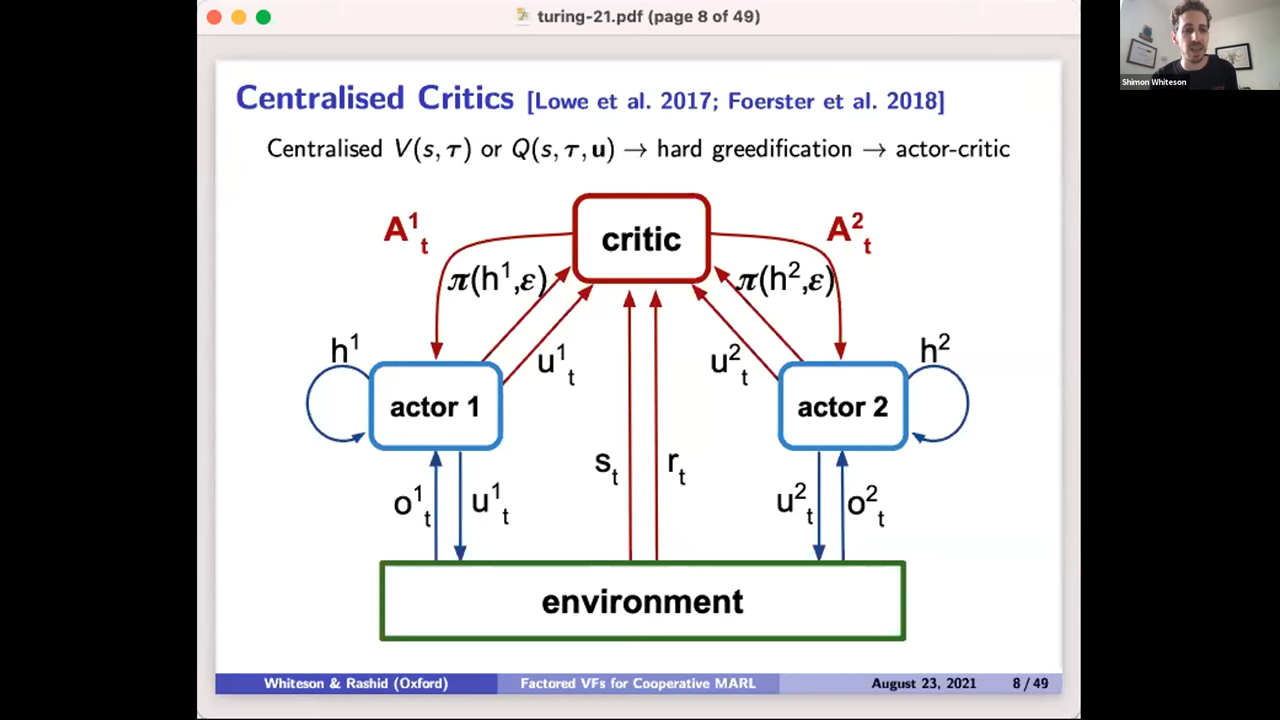 turing-21.pdf (page 8 of 49)
Shimon Whiteson
Centralised Critics [Lowe et al. 2017; Foerster et al. 2018]
Centralised V(s, τ) or Q(s, τ, u) → hard greedification → actor-critic
A¹ₜ
critic
A²ₜ
π(h¹,ε)
π(h²,ε)
h¹
u¹ₜ
u²ₜ
h²
actor 1
actor 2
sₜ
rₜ
o¹ₜ
u¹ₜ
u²ₜ
o²ₜ
environment
Whiteson & Rashid (Oxford)
Factored VFs for Cooperative MARL
August 23, 2021
8 / 49